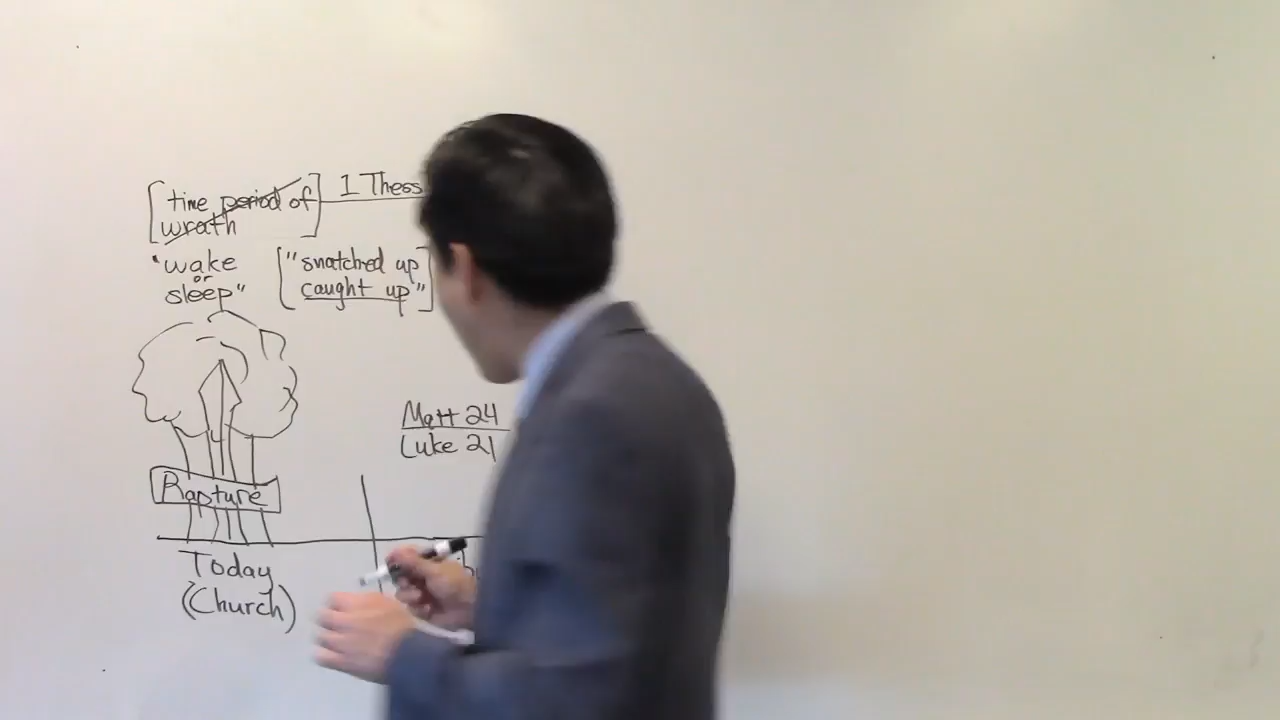 [time period of] 1 Thess
wrath
"wake
or
sleep"
["snatched up
caught up"]
Matt 24
Luke 21
Rapture
Today
(Church)